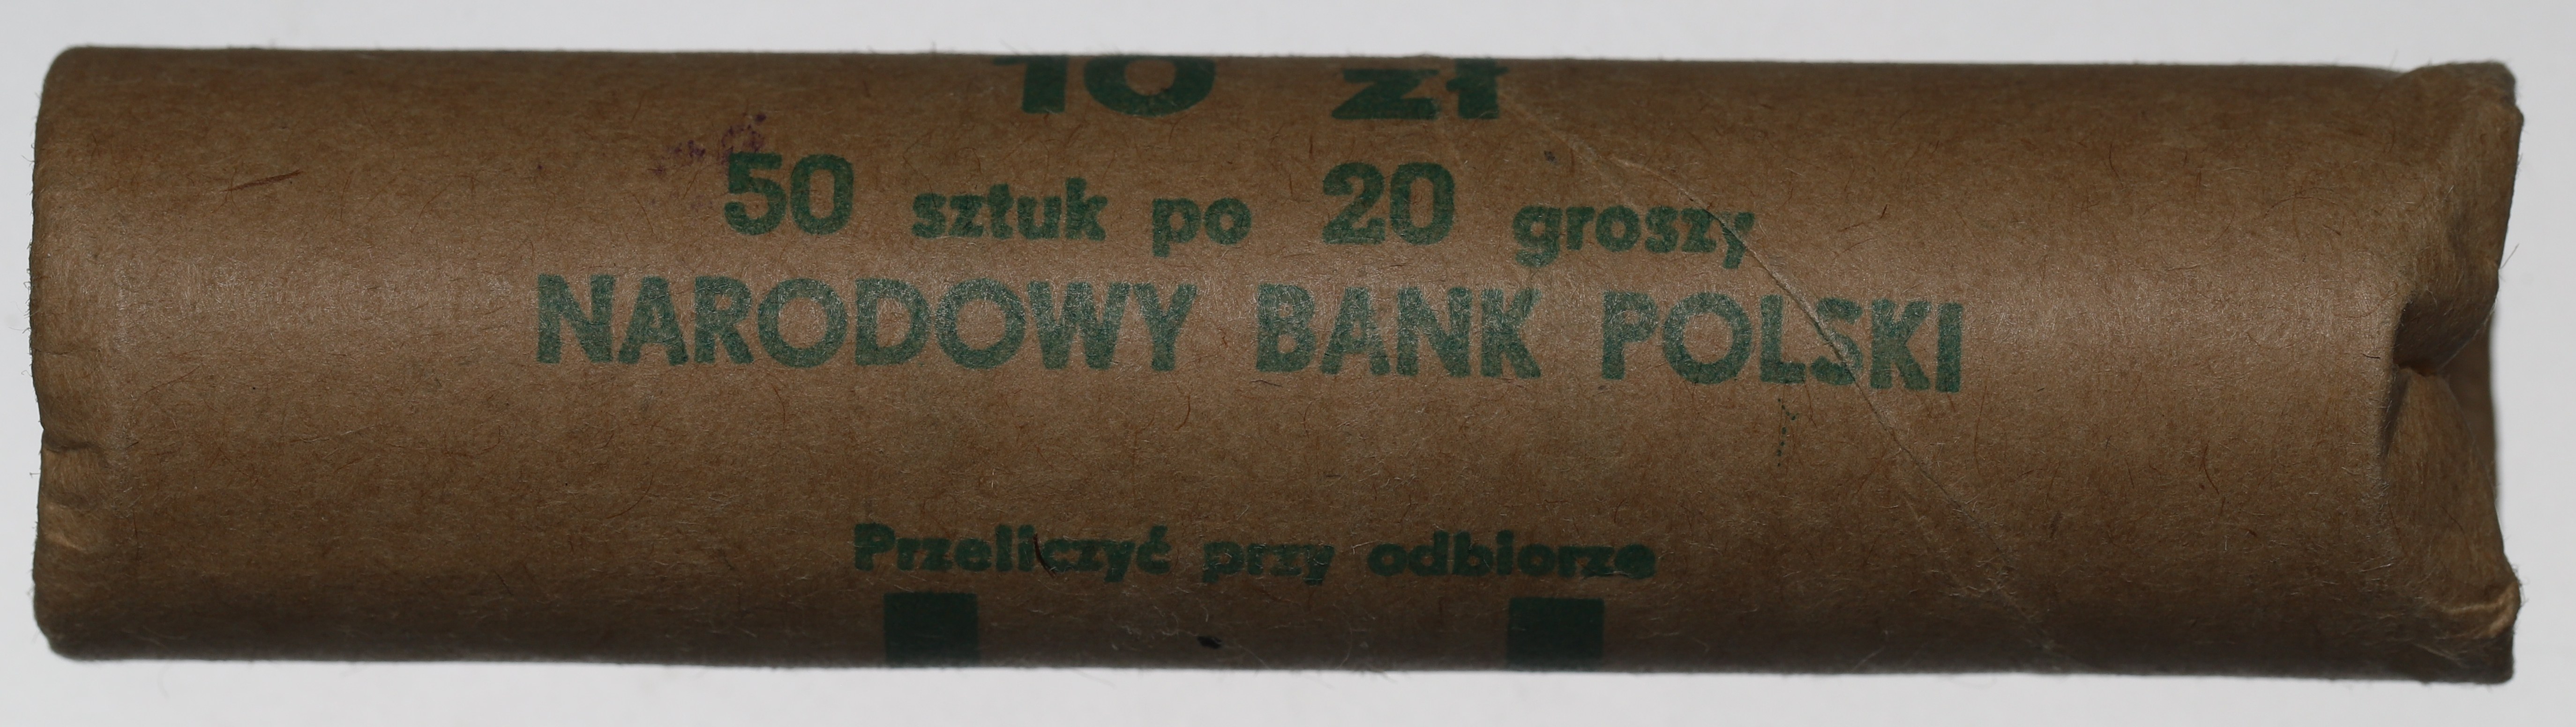 10 zł
50 sztuk po 20 groszy
NARODOWY BANK POLSKI
Przeliczyć przy odbiorze